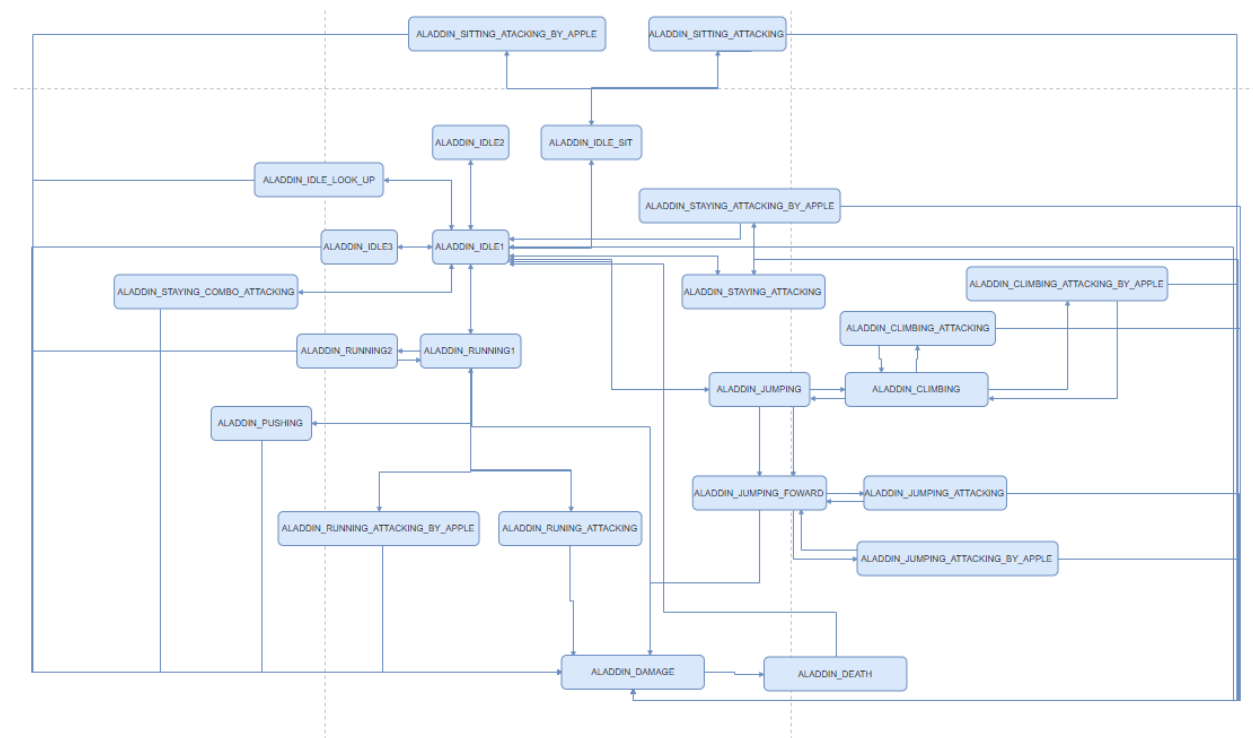 ALADDIN_SITTING_ATACKING_BY_APPLE
ALADDIN_SITTING_ATTACKING
ALADDIN_IDLE2
ALADDIN_IDLE_SIT
ALADDIN_IDLE_LOOK_UP
ALADDIN_STAYING_ATTACKING_BY_APPLE
ALADDIN_IDLE3
ALADDIN_IDLE1
ALADDIN_STAYING_COMBO_ATTACKING
ALADDIN_STAYING_ATTACKING
ALADDIN_CLIMBING_ATTACKING_BY_APPLE
ALADDIN_CLIMBING_ATTACKING
ALADDIN_RUNNING2
ALADDIN_RUNNING1
ALADDIN_JUMPING
ALADDIN_CLIMBING
ALADDIN_PUSHING
ALADDIN_JUMPING_FOWARD
ALADDIN_JUMPING_ATTACKING
ALADDIN_RUNNING_ATTACKING_BY_APPLE
ALADDIN_RUNING_ATTACKING
ALADDIN_JUMPING_ATTACKING_BY_APPLE
ALADDIN_DAMAGE
ALADDIN_DEATH